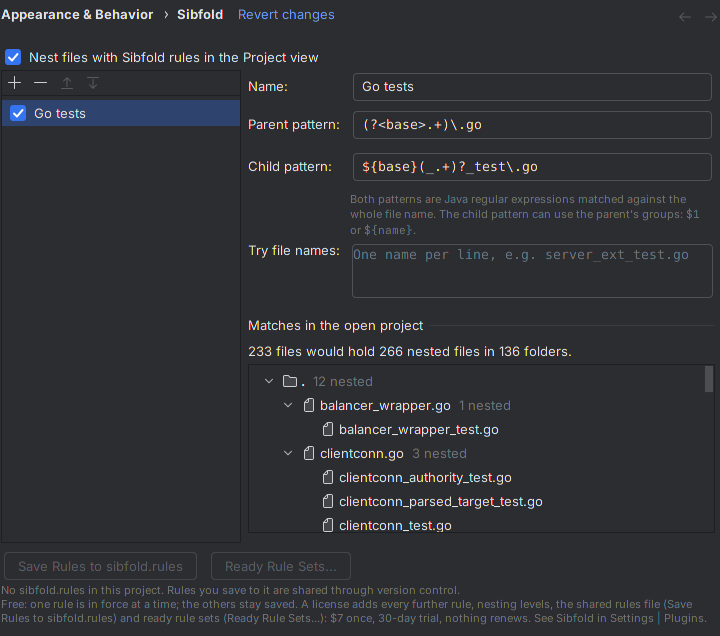 Appearance & Behavior › Sibfold Revert changes
Nest files with Sibfold rules in the Project view
Go tests
Name: Go tests
Parent pattern: (?<base>.+)\.go
Child pattern: ${base}(_.+)?_test\.go
Both patterns are Java regular expressions matched against the
whole file name. The child pattern can use the parent's groups: $1
or ${name}.
Try file names: One name per line, e.g. server_ext_test.go
Matches in the open project
233 files would hold 266 nested files in 136 folders.
. 12 nested
balancer_wrapper.go 1 nested
balancer_wrapper_test.go
clientconn.go 3 nested
clientconn_authority_test.go
clientconn_parsed_target_test.go
clientconn_test.go
Save Rules to sibfold.rules Ready Rule Sets...
No sibfold.rules in this project. Rules you save to it are shared through version control.
Free: one rule is in force at a time; the others stay saved. A license adds every further rule, nesting levels, the shared rules file (Save
Rules to sibfold.rules) and ready rule sets (Ready Rule Sets...): $7 once, 30-day trial, nothing renews. See Sibfold in Settings | Plugins.